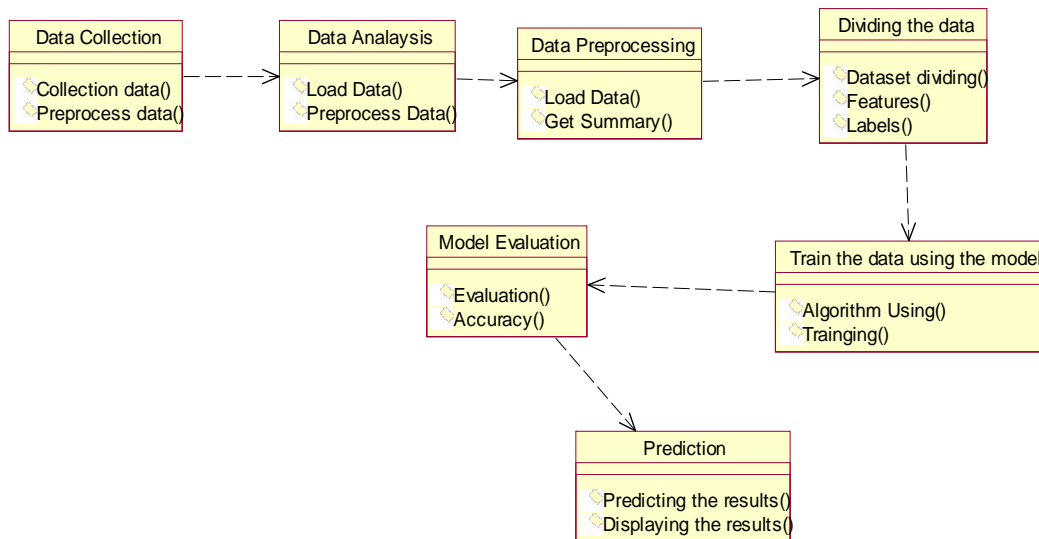 Data Collection
Collection data()
Preprocess data()
Data Analaysis
Load Data()
Preprocess Data()
Data Preprocessing
Load Data()
Get Summary()
Dividing the data
Dataset dividing()
Features()
Labels()
Train the data using the model
Algorithm Using()
Trainging()
Model Evaluation
Evaluation()
Accuracy()
Prediction
Predicting the results()
Displaying the results()